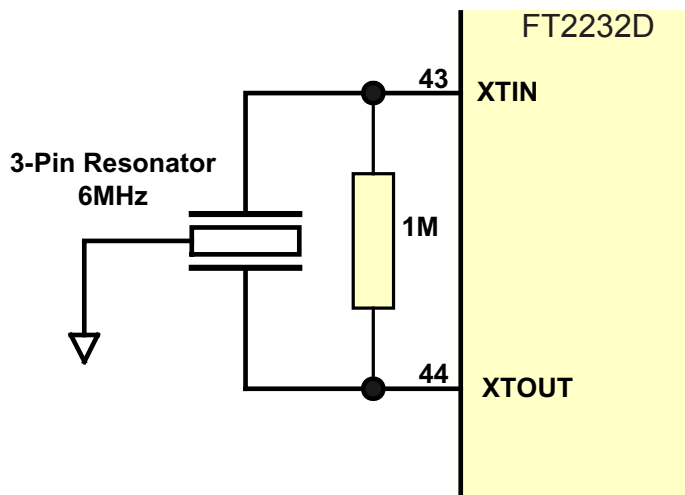 FT2232D
43
XTIN
3-Pin Resonator
6MHz
1M
44
XTOUT